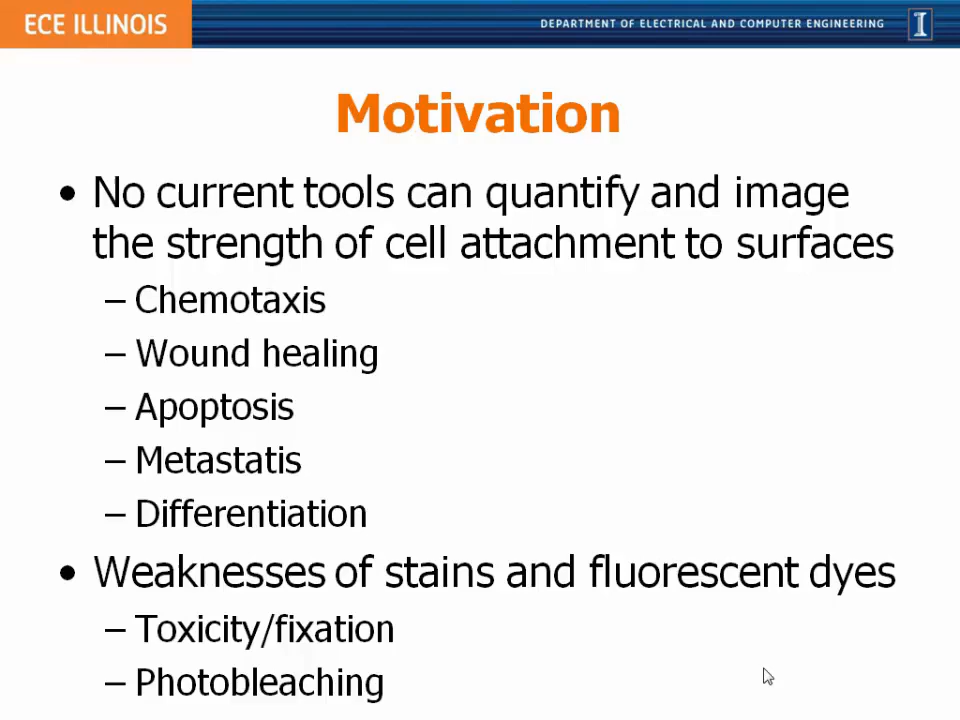 ECE ILLINOIS
DEPARTMENT OF ELECTRICAL AND COMPUTER ENGINEERING
I
Motivation
• No current tools can quantify and image
the strength of cell attachment to surfaces
– Chemotaxis
– Wound healing
– Apoptosis
– Metastatis
– Differentiation
• Weaknesses of stains and fluorescent dyes
– Toxicity/fixation
– Photobleaching